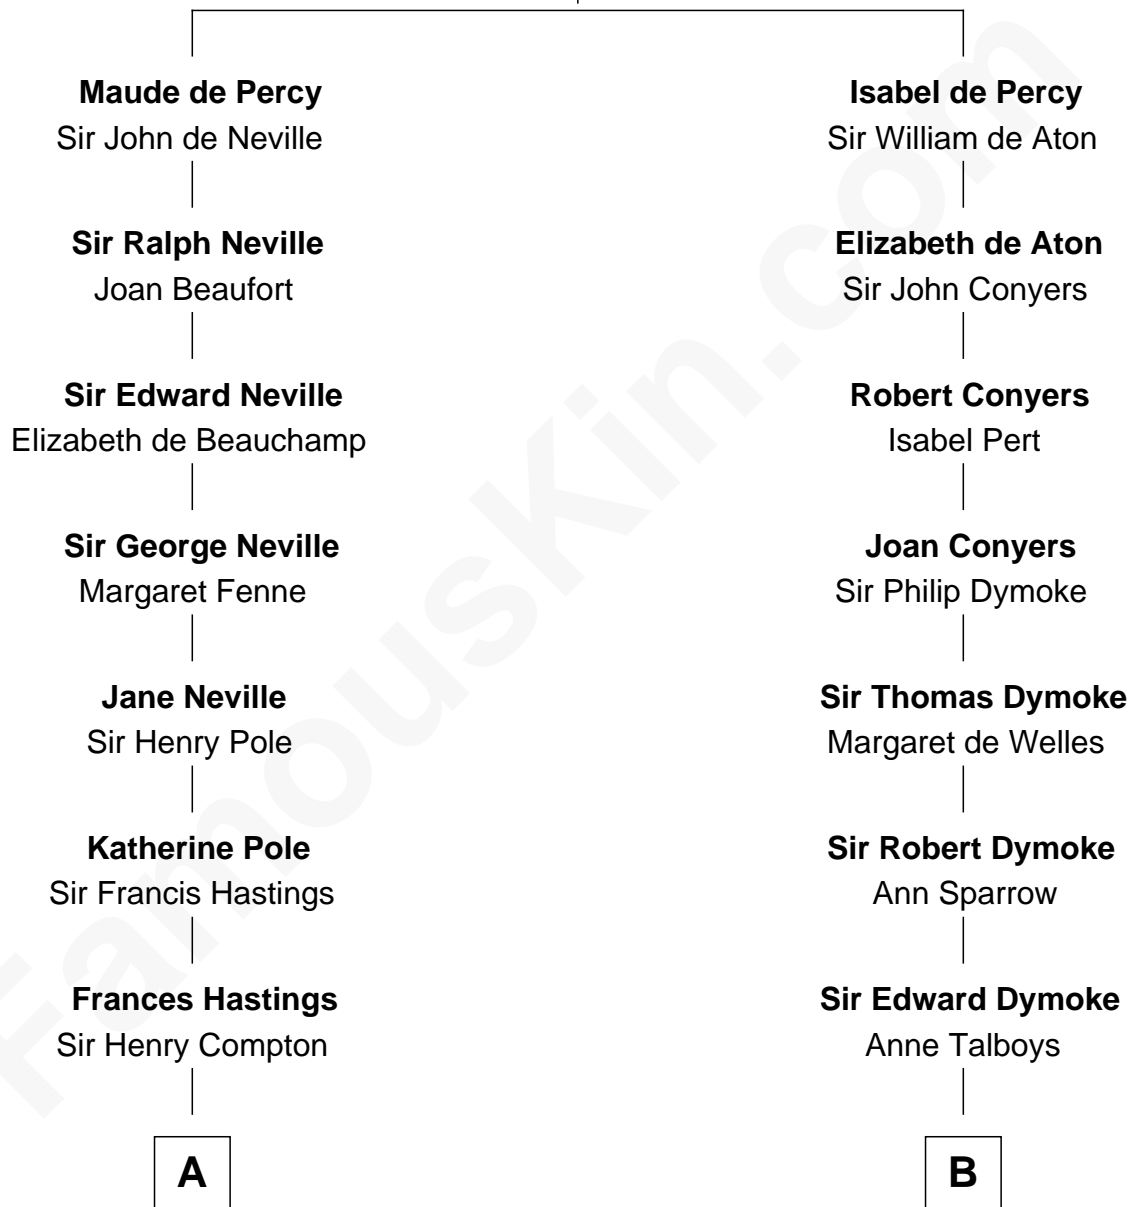 Maude de Percy
Sir John de Neville
Sir Ralph Neville
Joan Beaufort
Sir Edward Neville
Elizabeth de Beauchamp
Sir George Neville
Margaret Fenne
Jane Neville
Sir Henry Pole
Katherine Pole
Sir Francis Hastings
Frances Hastings
Sir Henry Compton
A
Isabel de Percy
Sir William de Aton
Elizabeth de Aton
Sir John Conyers
Robert Conyers
Isabel Pert
Joan Conyers
Sir Philip Dymoke
Sir Thomas Dymoke
Margaret de Welles
Sir Robert Dymoke
Ann Sparrow
Sir Edward Dymoke
Anne Talboys
B
FamousKin.com